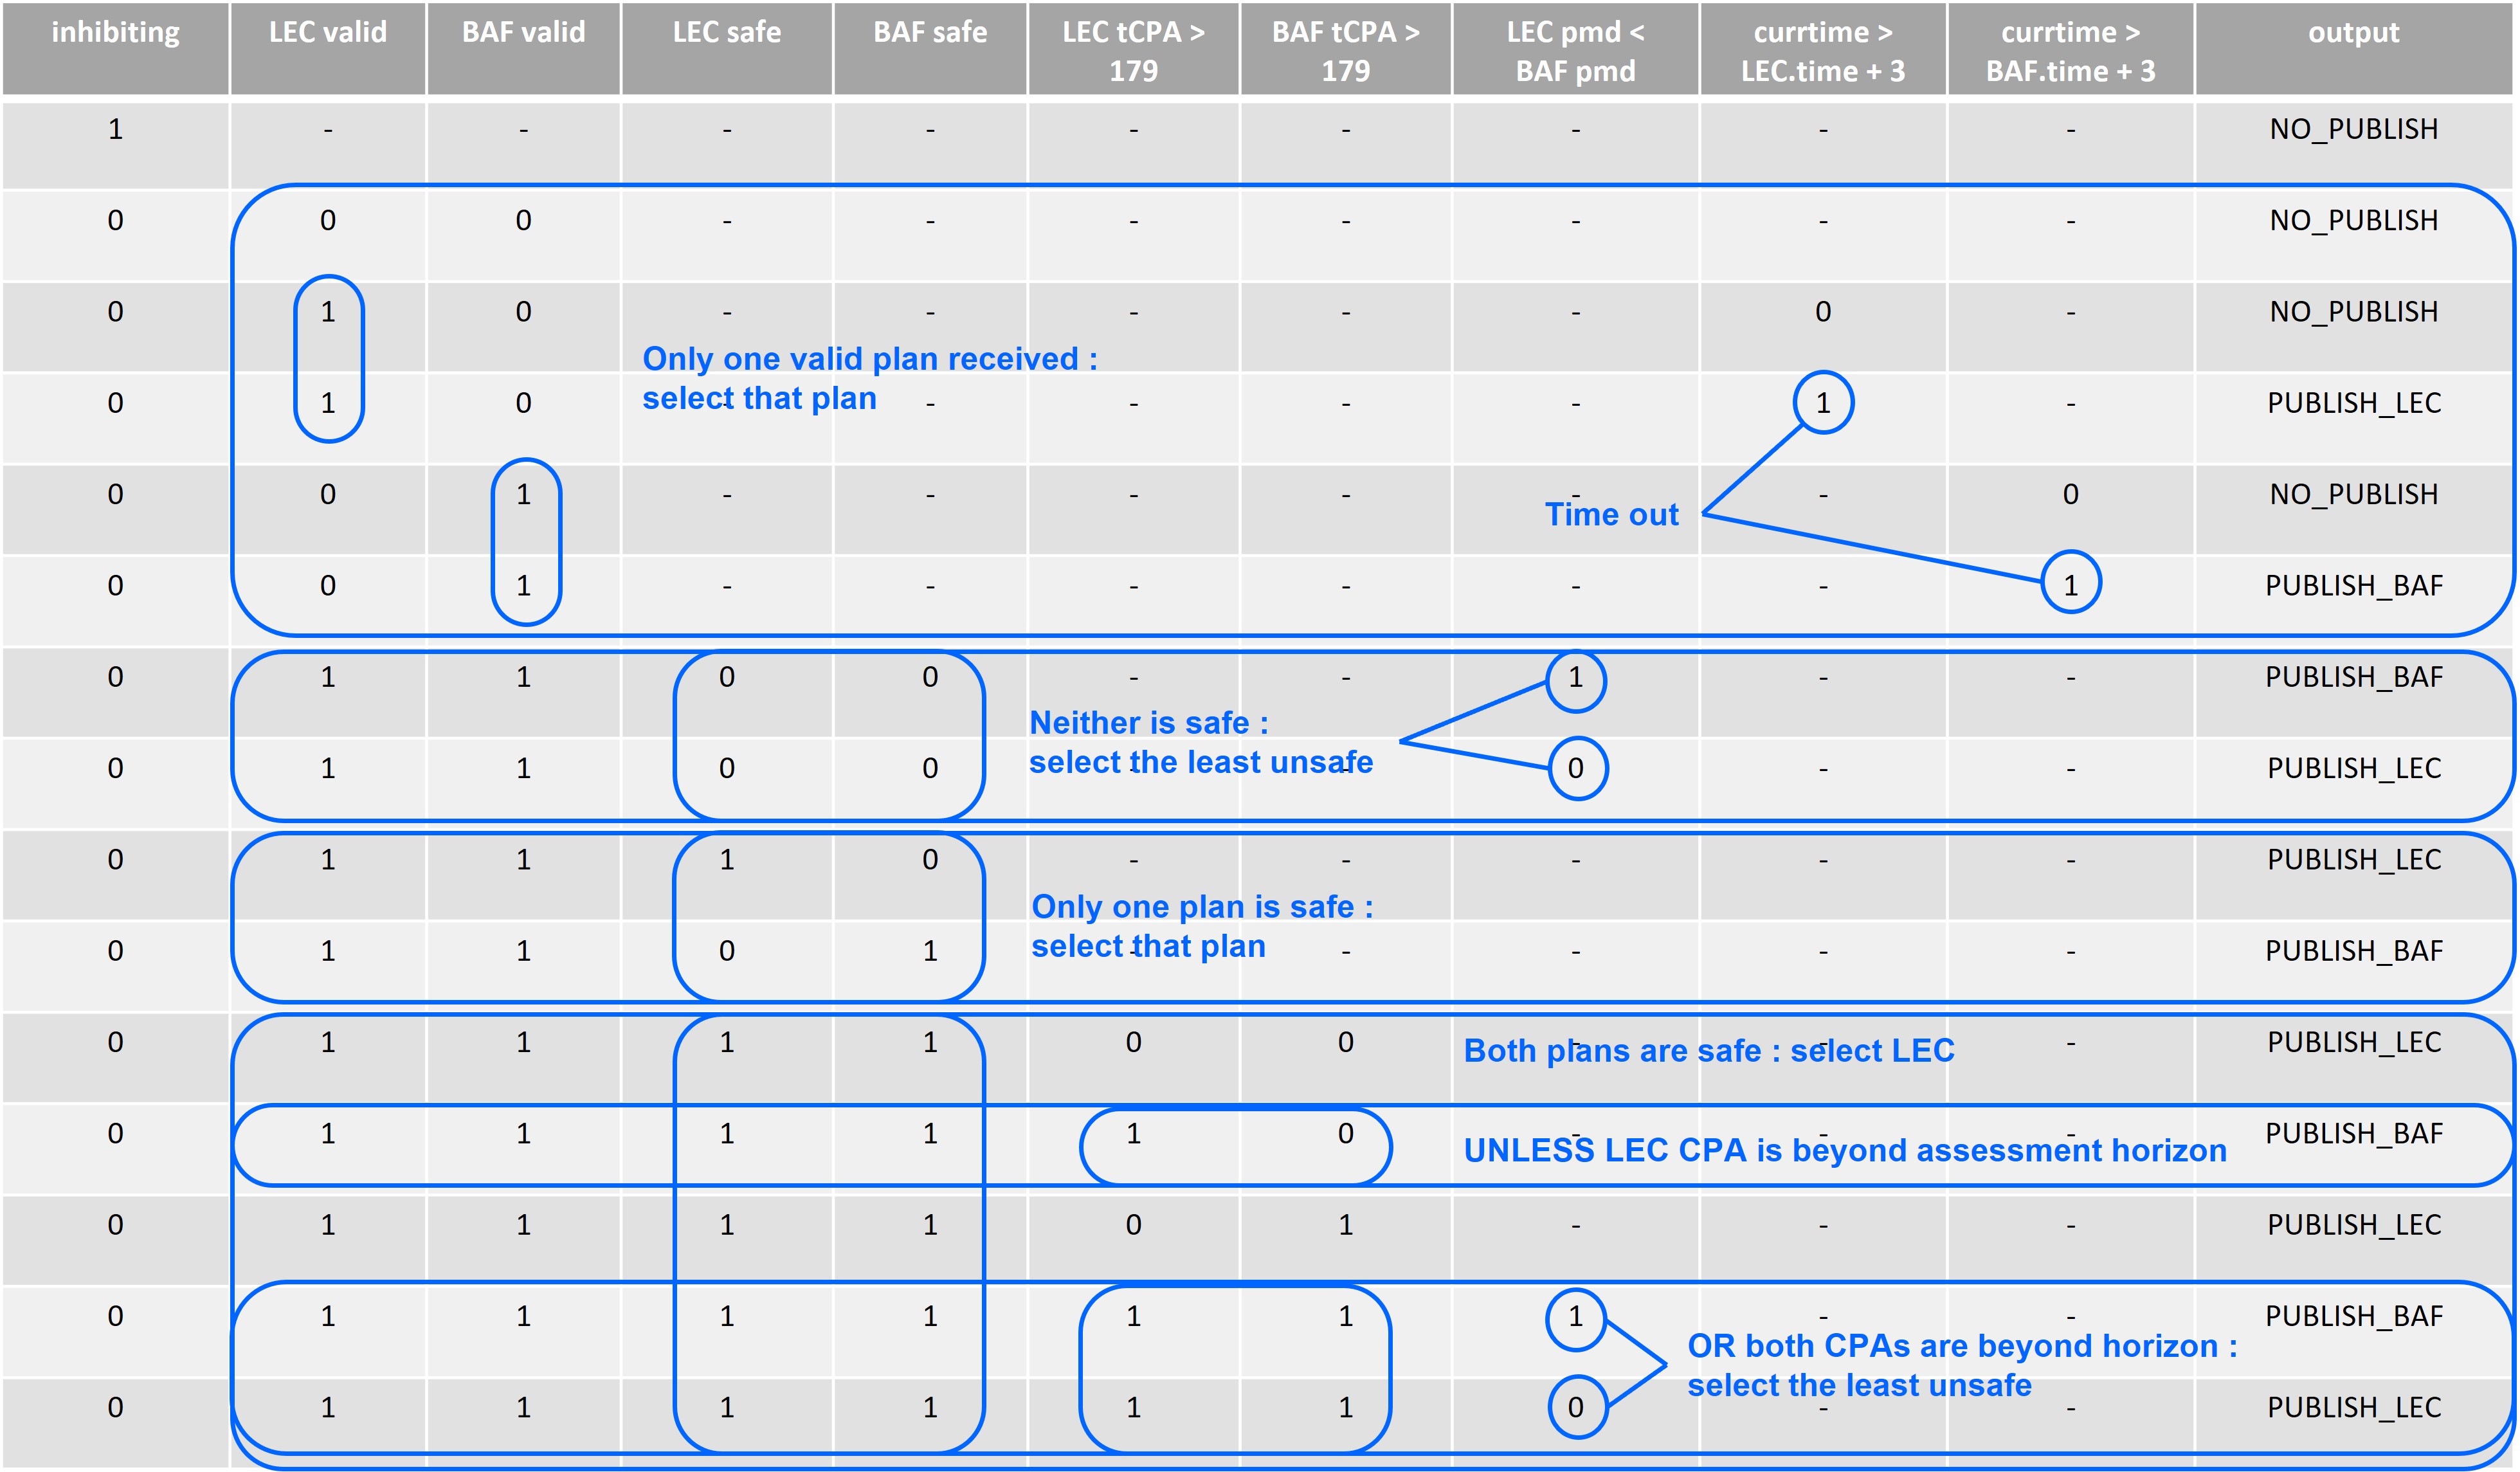 inhibiting LEC valid BAF valid LEC safe BAF safe LEC tCPA > 179 BAF tCPA > 179 LEC pmd < BAF pmd currtime > LEC.time + 3 currtime > BAF.time + 3 output
1 - - - - - - - - - NO_PUBLISH
0 0 0 - - - - - - - NO_PUBLISH
0 1 0 - - - - - 0 - NO_PUBLISH
Only one valid plan received :
select that plan
0 1 0 - - - - - 1 - PUBLISH_LEC
0 0 1 - - - - - - 0 NO_PUBLISH
Time out
0 0 1 - - - - - - 1 PUBLISH_BAF
0 1 1 0 0 - - 1 - - PUBLISH_BAF
Neither is safe :
select the least unsafe
0 1 1 0 0 - - 0 - - PUBLISH_LEC
0 1 1 1 0 - - - - - PUBLISH_LEC
Only one plan is safe :
select that plan
0 1 1 0 1 - - - - - PUBLISH_BAF
0 1 1 1 1 0 0 - - - PUBLISH_LEC
Both plans are safe : select LEC
0 1 1 1 1 1 0 - - - PUBLISH_BAF
UNLESS LEC CPA is beyond assessment horizon
0 1 1 1 1 0 1 - - - PUBLISH_LEC
0 1 1 1 1 1 1 1 - - PUBLISH_BAF
OR both CPAs are beyond horizon :
select the least unsafe
0 1 1 1 1 1 1 0 - - PUBLISH_LEC